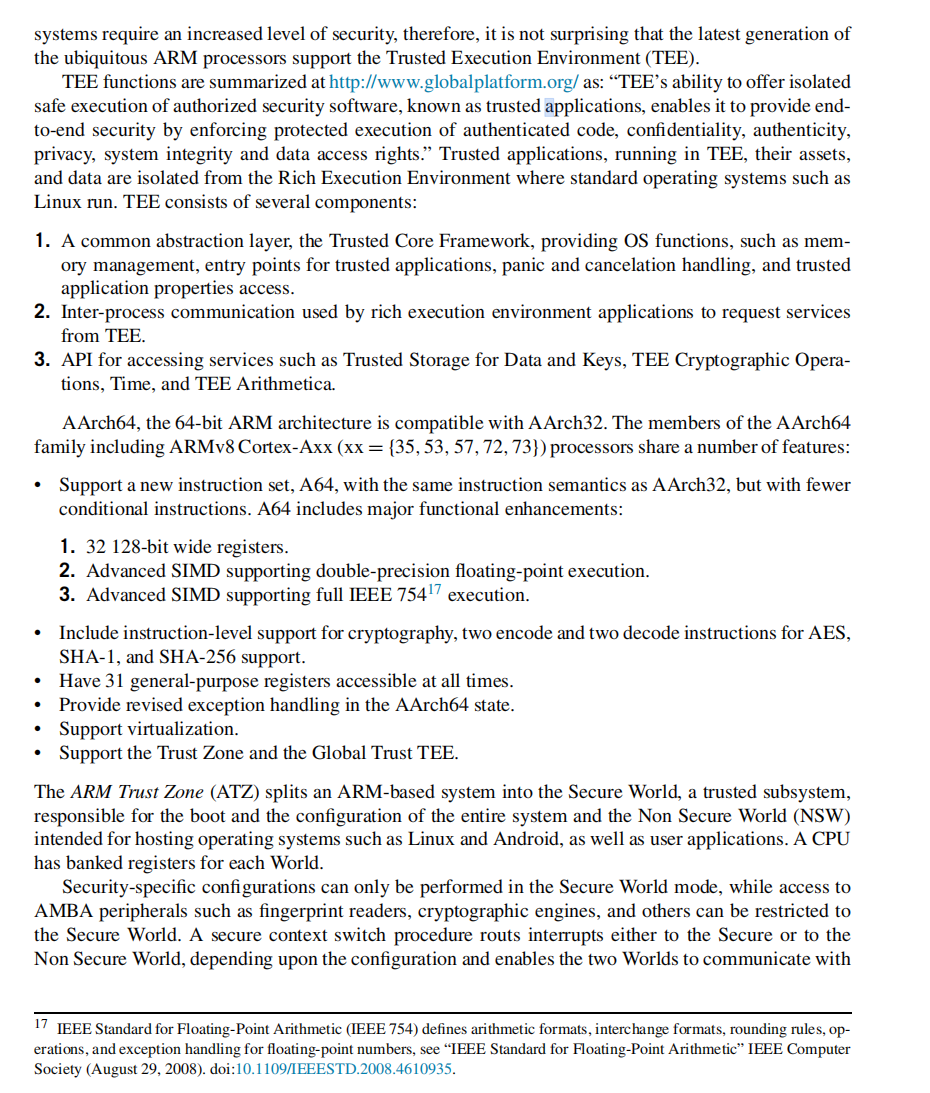 systems require an increased level of security, therefore, it is not surprising that the latest generation of
the ubiquitous ARM processors support the Trusted Execution Environment (TEE).
TEE functions are summarized at http://www.globalplatform.org/ as: “TEE’s ability to offer isolated
safe execution of authorized security software, known as trusted applications, enables it to provide end-
to-end security by enforcing protected execution of authenticated code, confidentiality, authenticity,
privacy, system integrity and data access rights.” Trusted applications, running in TEE, their assets,
and data are isolated from the Rich Execution Environment where standard operating systems such as
Linux run. TEE consists of several components:
1. A common abstraction layer, the Trusted Core Framework, providing OS functions, such as mem-
ory management, entry points for trusted applications, panic and cancelation handling, and trusted
application properties access.
2. Inter-process communication used by rich execution environment applications to request services
from TEE.
3. API for accessing services such as Trusted Storage for Data and Keys, TEE Cryptographic Opera-
tions, Time, and TEE Arithmetica.
AArch64, the 64-bit ARM architecture is compatible with AArch32. The members of the AArch64
family including ARMv8 Cortex-Axx (xx = {35, 53, 57, 72, 73}) processors share a number of features:
• Support a new instruction set, A64, with the same instruction semantics as AArch32, but with fewer
conditional instructions. A64 includes major functional enhancements:
1. 32 128-bit wide registers.
2. Advanced SIMD supporting double-precision floating-point execution.
3. Advanced SIMD supporting full IEEE 754¹⁷ execution.
• Include instruction-level support for cryptography, two encode and two decode instructions for AES,
SHA-1, and SHA-256 support.
• Have 31 general-purpose registers accessible at all times.
• Provide revised exception handling in the AArch64 state.
• Support virtualization.
• Support the Trust Zone and the Global Trust TEE.
The ARM Trust Zone (ATZ) splits an ARM-based system into the Secure World, a trusted subsystem,
responsible for the boot and the configuration of the entire system and the Non Secure World (NSW)
intended for hosting operating systems such as Linux and Android, as well as user applications. A CPU
has banked registers for each World.
Security-specific configurations can only be performed in the Secure World mode, while access to
AMBA peripherals such as fingerprint readers, cryptographic engines, and others can be restricted to
the Secure World. A secure context switch procedure routs interrupts either to the Secure or to the
Non Secure World, depending upon the configuration and enables the two Worlds to communicate with
¹⁷ IEEE Standard for Floating-Point Arithmetic (IEEE 754) defines arithmetic formats, interchange formats, rounding rules, op-
erations, and exception handling for floating-point numbers, see “IEEE Standard for Floating-Point Arithmetic” IEEE Computer
Society (August 29, 2008). doi:10.1109/IEEESTD.2008.4610935.